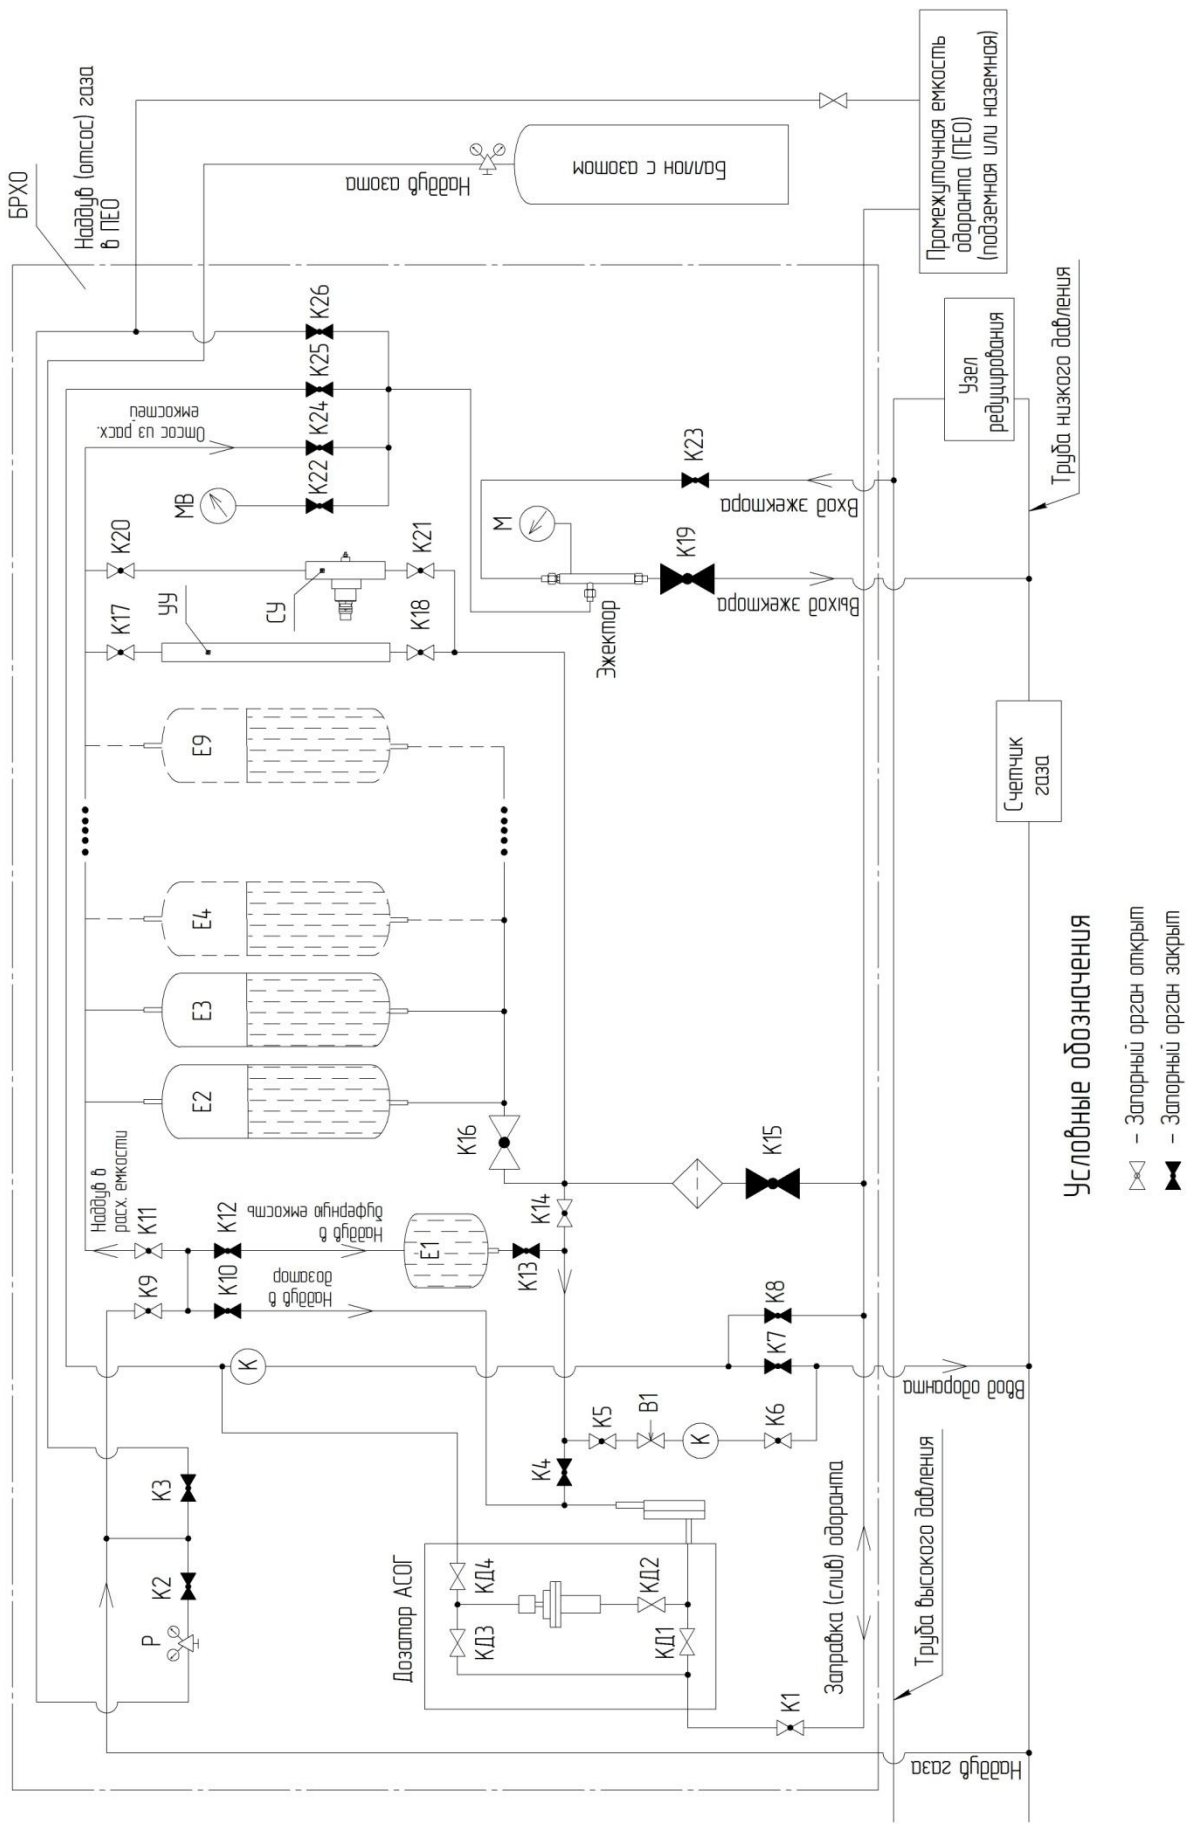 БРХО
Наддув (отсос) газа
в ПЕО
Наддув азота
Баллон с азотом
Промежуточная емкость
одоранта (ПЕО)
(подземная или наземная)
Узел
редуцирования
Труба низкого давления
К26
К25
К24
К22
Отсос из расх.
емкостей
МВ
К23
Вход эжектора
М
К19
Выход эжектора
Эжектор
К20
К21
СУ
УУ
К17
К18
Е9
Е4
Е3
Е2
К16
К15
Счетчик
газа
Наддув в
расх. емкости
К11
К12
Наддув в
буферную емкость
Е1
К13
К14
К9
К10
Наддув в
дозатор
К
К8
К7
Ввод одоранта
К5
В1
К
К6
К4
К3
К2
Р
Дозатор АСОГ
КД4
КД3
КД2
КД1
К1
Заправка (слив) одоранта
Труба высокого давления
Наддув газа
Условные обозначения
– Запорный орган открыт
– Запорный орган закрыт